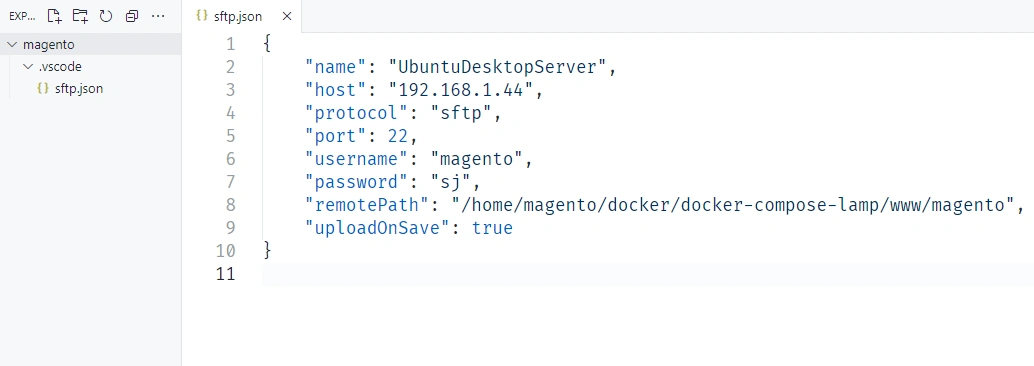 EXP...
magento
.vscode
{} sftp.json
{} sftp.json ×
1 {
2     "name": "UbuntuDesktopServer",
3     "host": "192.168.1.44",
4     "protocol": "sftp",
5     "port": 22,
6     "username": "magento",
7     "password": "sj",
8     "remotePath": "/home/magento/docker/docker-compose-lamp/www/magento",
9     "uploadOnSave": true
10 }
11